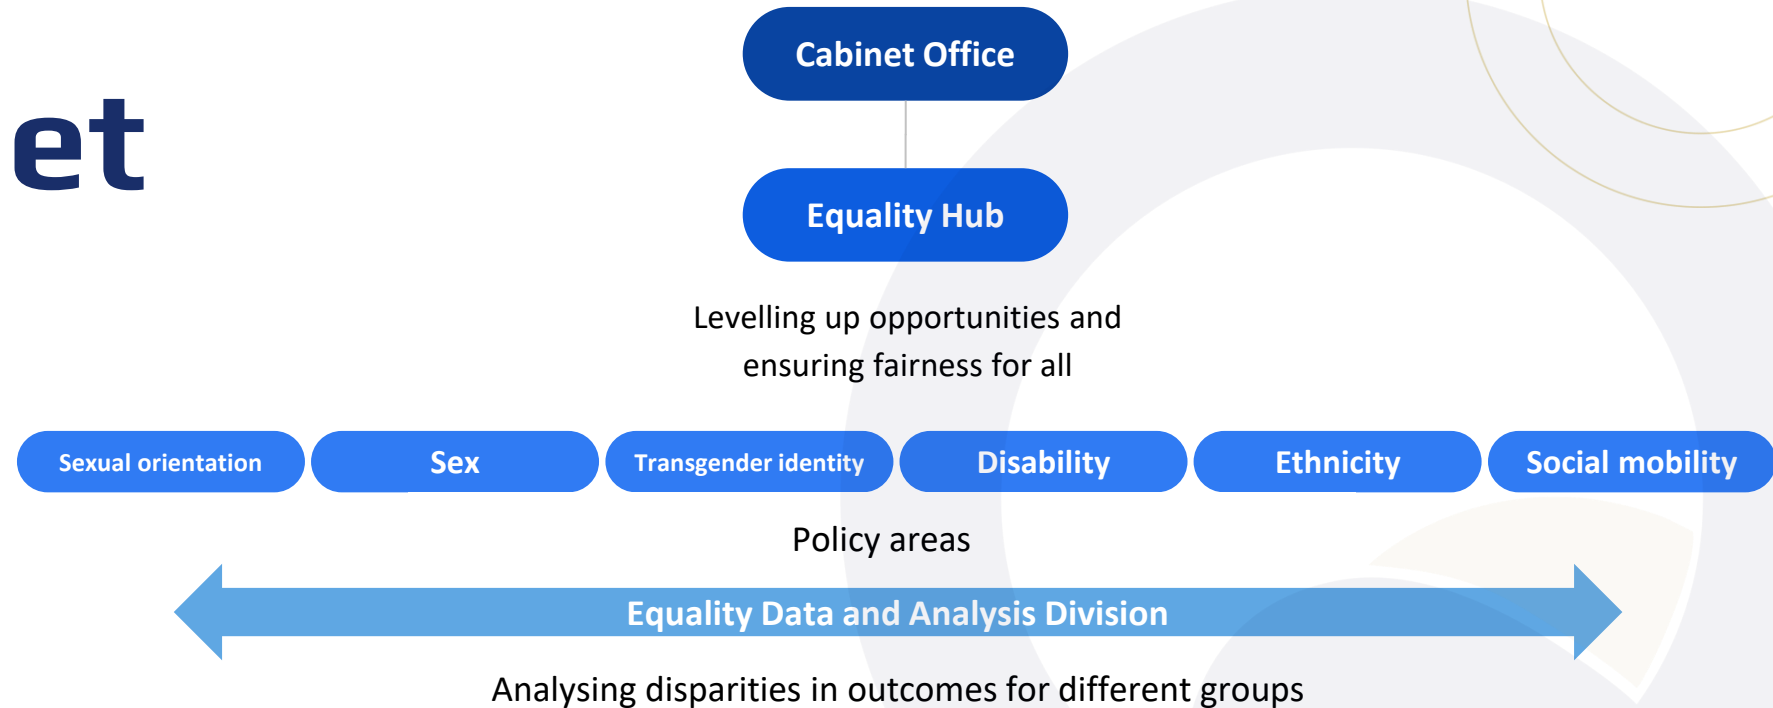 Cabinet Office
et
Equality Hub
Levelling up opportunities and
ensuring fairness for all
Sexual orientation
Sex
Transgender identity
Disability
Ethnicity
Social mobility
Policy areas
Equality Data and Analysis Division
Analysing disparities in outcomes for different groups